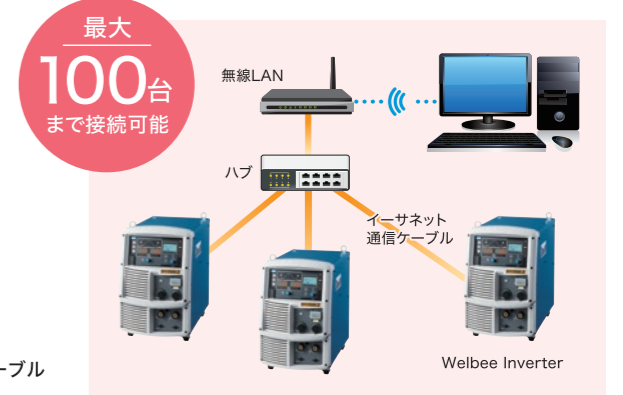 最大
100台
まで接続可能
無線LAN
ハブ
イーサネット
通信ケーブル
Welbee Inverter
ーブル